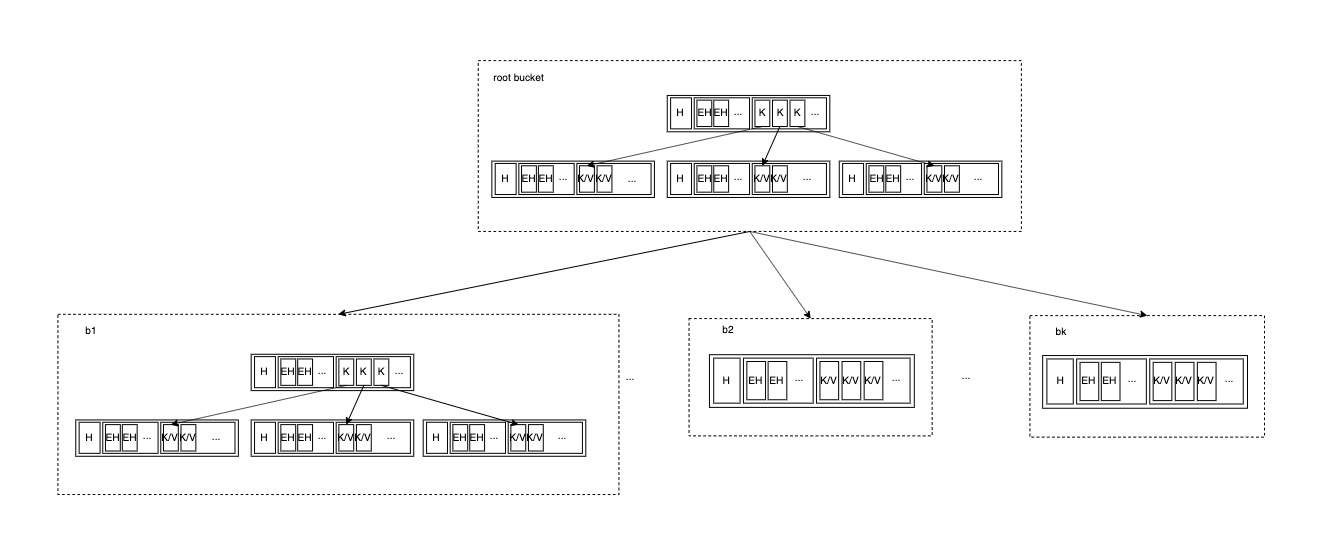 root bucket
H EH EH ... K K K ...
H EH EH ... K/V K/V ... H EH EH ... K/V K/V ... H EH EH ... K/V K/V ...
b1 b2 bk
H EH EH ... K K K ...
...
H EH EH ... K/V K/V K/V ...
...
H EH EH ... K/V K/V K/V ...
H EH EH ... K/V K/V ... H EH EH ... K/V K/V ... H EH EH ... K/V K/V ...